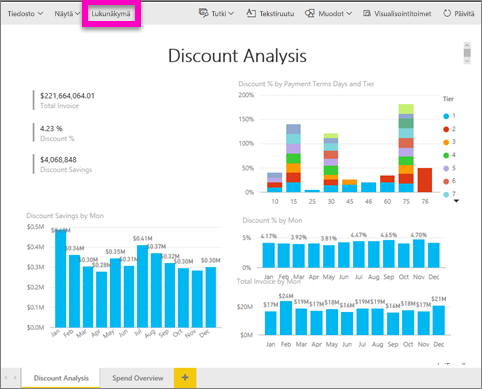 Tiedosto Näytä Lukunäkymä Tutki Tekstiruutu Muodot Visualisointitoimet Päivitä
Discount Analysis
$221,664,064.01
Total Invoice
4.23 %
Discount %
$4,068,848
Discount Savings
Discount % by Payment Terms Days and Tier
200%
150%
100%
50%
0%
10 15 25 30 45 46 60 75 76
Tier
1
2
3
4
5
6
7
Discount Savings by Mon
$0.5M
$0.4M
$0.3M
$0.2M
$0.1M
$0.0M
$0.36M $0.30M $0.28M $0.35M $0.31M $0.41M $0.37M $0.32M $0.30M $0.30M
Jan Feb Mar Apr May Jun Jul Aug Sep Oct Nov Dec
Discount % by Mon
5%
0%
4.17% 3.92% 3.81% 4.47% 4.65% 4.70%
Jan Feb Mar Apr May Jun Jul Aug Sep Oct Nov Dec
Total Invoice by Mon
$20M
$0M
$17M $24M $19M $17M $18M $16M $19M $19M $16M $18M $17M $21M
Jan Feb Mar Apr May Jun Jul Aug Sep Oct Nov Dec
Discount Analysis Spend Overview +